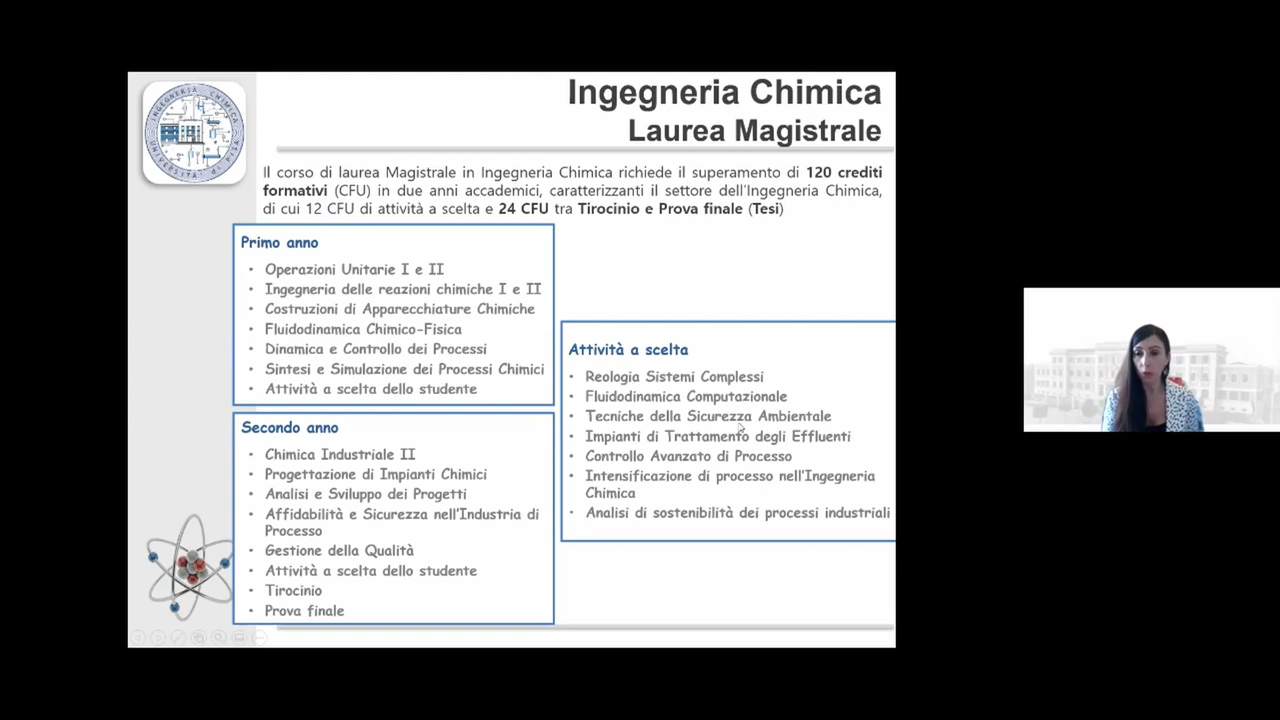 INGEGNERIA CHIMICA
UNIVERSITÀ di PISA
Ingegneria Chimica
Laurea Magistrale
Il corso di laurea Magistrale in Ingegneria Chimica richiede il superamento di 120 crediti
formativi (CFU) in due anni accademici, caratterizzanti il settore dell'Ingegneria Chimica,
di cui 12 CFU di attività a scelta e 24 CFU tra Tirocinio e Prova finale (Tesi)
Primo anno
• Operazioni Unitarie I e II
• Ingegneria delle reazioni chimiche I e II
• Costruzioni di Apparecchiature Chimiche
• Fluidodinamica Chimico-Fisica
• Dinamica e Controllo dei Processi
• Sintesi e Simulazione dei Processi Chimici
• Attività a scelta dello studente
Secondo anno
• Chimica Industriale II
• Progettazione di Impianti Chimici
• Analisi e Sviluppo dei Progetti
• Affidabilità e Sicurezza nell'Industria di
Processo
• Gestione della Qualità
• Attività a scelta dello studente
• Tirocinio
• Prova finale
Attività a scelta
• Reologia Sistemi Complessi
• Fluidodinamica Computazionale
• Tecniche della Sicurezza Ambientale
• Impianti di Trattamento degli Effluenti
• Controllo Avanzato di Processo
• Intensificazione di processo nell'Ingegneria
Chimica
• Analisi di sostenibilità dei processi industriali